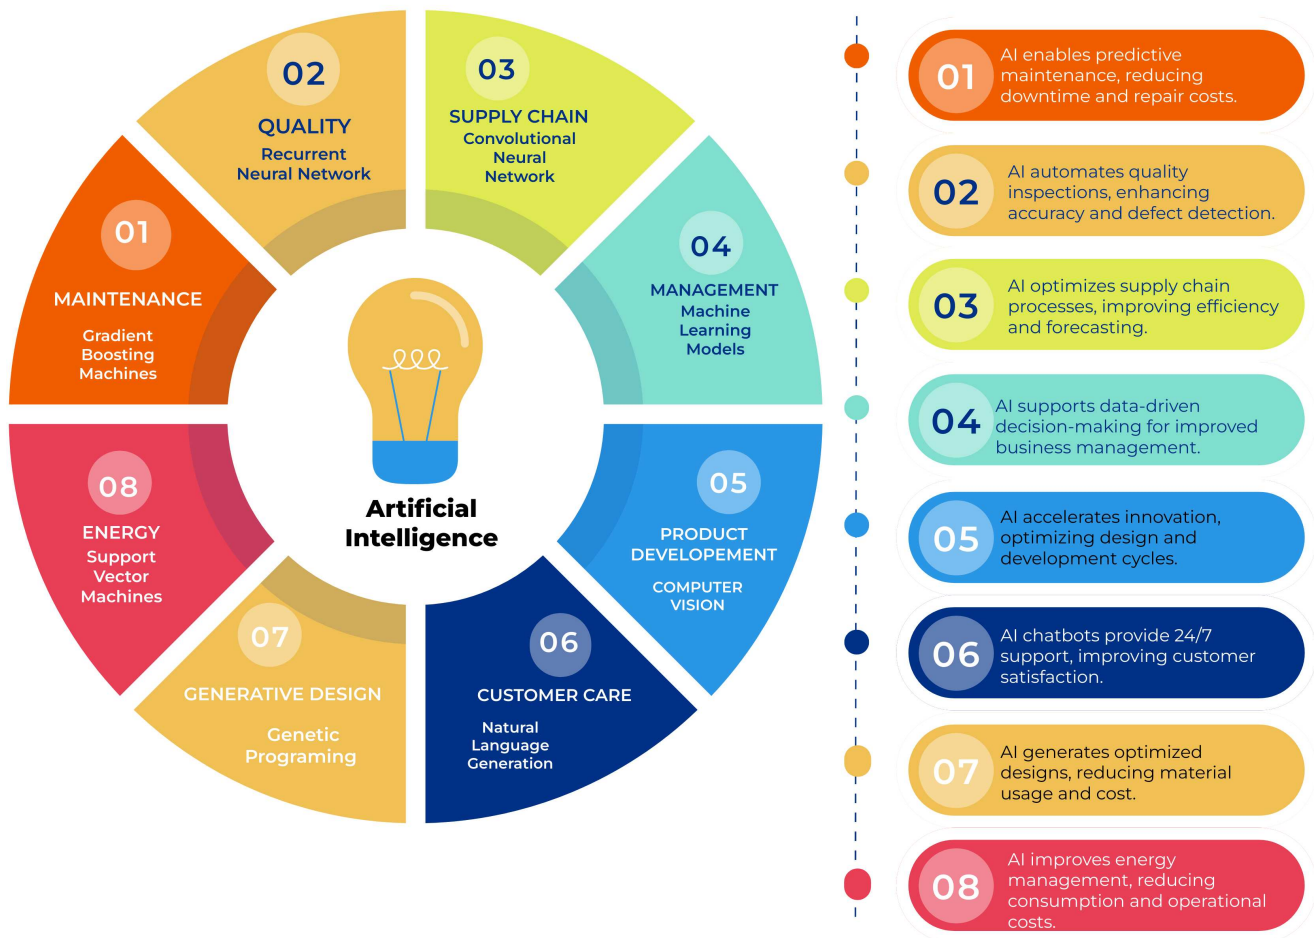 01
MAINTENANCE
Gradient
Boosting
Machines
02
QUALITY
Recurrent
Neural Network
03
SUPPLY CHAIN
Convolutional
Neural
Network
04
MANAGEMENT
Machine
Learning
Models
05
PRODUCT
DEVELOPEMENT
COMPUTER
VISION
06
CUSTOMER CARE
Natural
Language
Generation
07
GENERATIVE DESIGN
Genetic
Programing
08
ENERGY
Support
Vector
Machines
Artificial
Intelligence
01
AI enables predictive
maintenance, reducing
downtime and repair costs.
02
AI automates quality
inspections, enhancing
accuracy and defect detection.
03
AI optimizes supply chain
processes, improving efficiency
and forecasting.
04
AI supports data-driven
decision-making for improved
business management.
05
AI accelerates innovation,
optimizing design and
development cycles.
06
AI chatbots provide 24/7
support, improving customer
satisfaction.
07
AI generates optimized
designs, reducing material
usage and cost.
08
AI improves energy
management, reducing
consumption and operational
costs.